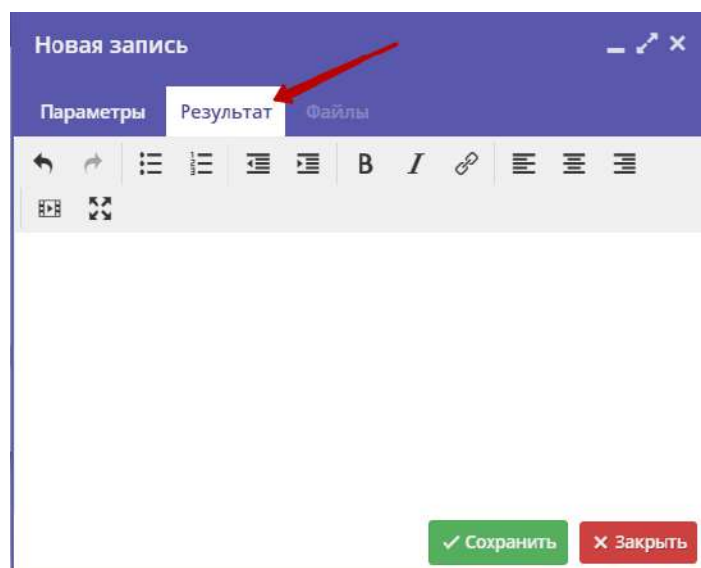 Новая запись
Параметры Результат Файлы
Сохранить Закрыть